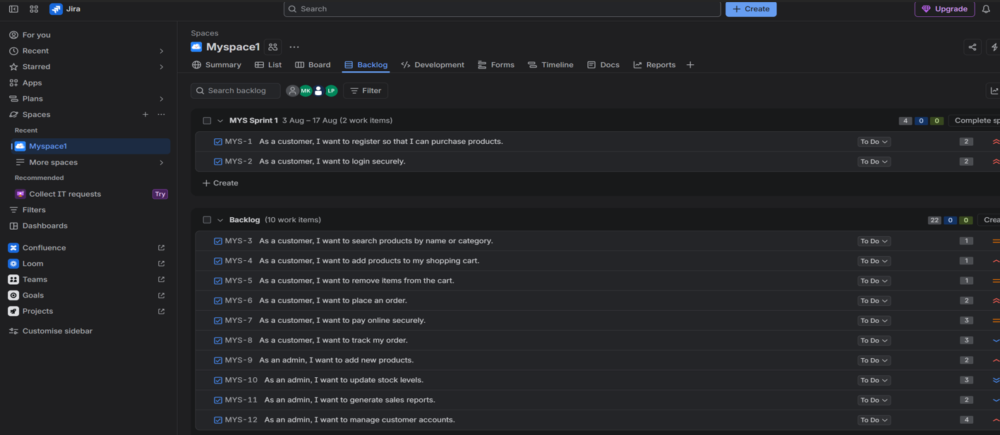 Jira
Search
+ Create
Upgrade
For you
Recent
Starred
Apps
Plans
Spaces
Recent
Myspace1
More spaces
Recommended
Collect IT requests Try
Filters
Dashboards
Confluence
Loom
Teams
Goals
Projects
Customise sidebar
Spaces
Myspace1
Summary List Board Backlog Development Forms Timeline Docs Reports
Search backlog MK LP Filter
MYS Sprint 1 3 Aug – 17 Aug (2 work items) 4 0 0 Complete sp
MYS-1 As a customer, I want to register so that I can purchase products. To Do 2
MYS-2 As a customer, I want to login securely. To Do 2
+ Create
Backlog (10 work items) 22 0 0 Crea
MYS-3 As a customer, I want to search products by name or category. To Do 1
MYS-4 As a customer, I want to add products to my shopping cart. To Do 1
MYS-5 As a customer, I want to remove items from the cart. To Do 1
MYS-6 As a customer, I want to place an order. To Do 2
MYS-7 As a customer, I want to pay online securely. To Do 3
MYS-8 As a customer, I want to track my order. To Do 3
MYS-9 As an admin, I want to add new products. To Do 2
MYS-10 As an admin, I want to update stock levels. To Do 3
MYS-11 As an admin, I want to generate sales reports. To Do 2
MYS-12 As an admin, I want to manage customer accounts. To Do 4